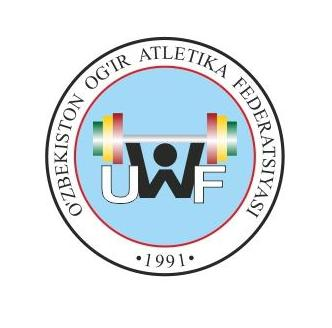 O'ZBEKISTON OG'IR ATLETIKA FEDERATSIYASI
UWF
•1991•